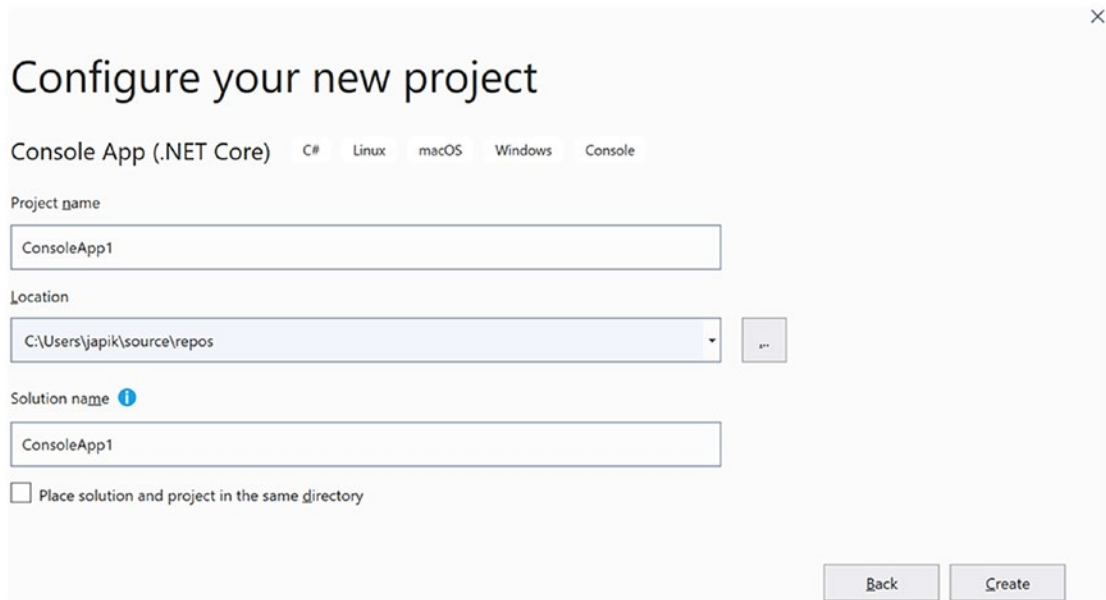 Configure your new project
Console App (.NET Core) C# Linux macOS Windows Console
Project name
ConsoleApp1
Location
C:\Users\japik\source\repos
...
Solution name
ConsoleApp1
Place solution and project in the same directory
Back Create